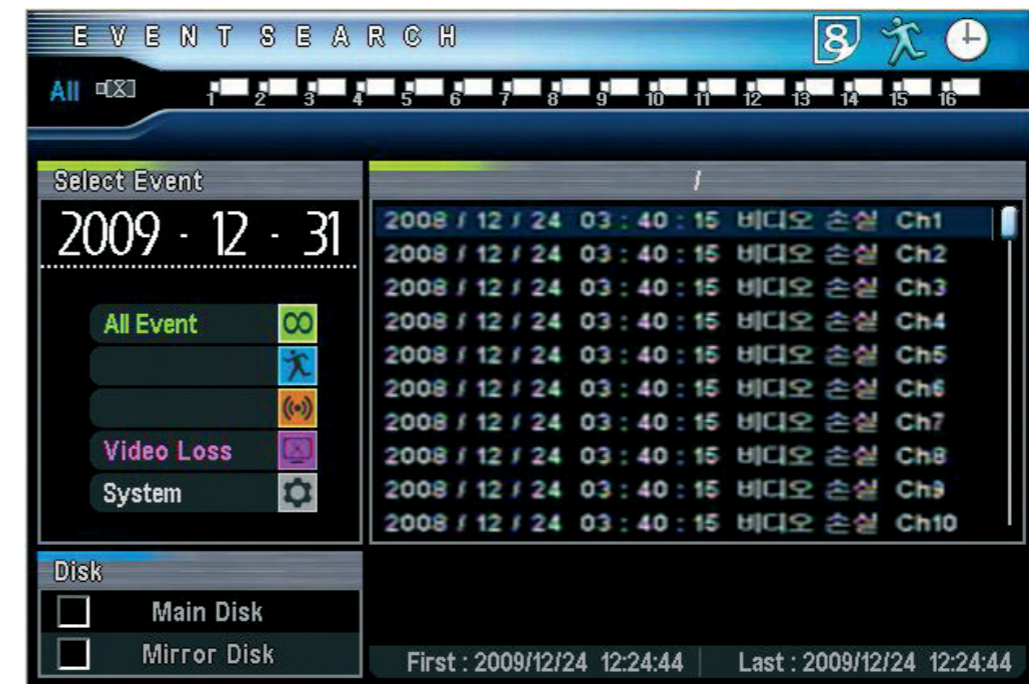 EVENT SEARCH
8
All
1 2 3 4 5 6 7 8 9 10 11 12 13 14 15 16
Select Event
2009 - 12 - 31
All Event
Video Loss
System
/
2008 / 12 / 24 03 : 40 : 15 비디오 손실 Ch1
2008 / 12 / 24 03 : 40 : 15 비디오 손실 Ch2
2008 / 12 / 24 03 : 40 : 15 비디오 손실 Ch3
2008 / 12 / 24 03 : 40 : 15 비디오 손실 Ch4
2008 / 12 / 24 03 : 40 : 15 비디오 손실 Ch5
2008 / 12 / 24 03 : 40 : 15 비디오 손실 Ch6
2008 / 12 / 24 03 : 40 : 15 비디오 손실 Ch7
2008 / 12 / 24 03 : 40 : 15 비디오 손실 Ch8
2008 / 12 / 24 03 : 40 : 15 비디오 손실 Ch9
2008 / 12 / 24 03 : 40 : 15 비디오 손실 Ch10
Disk
Main Disk
Mirror Disk
First : 2009/12/24 12:24:44
Last : 2009/12/24 12:24:44